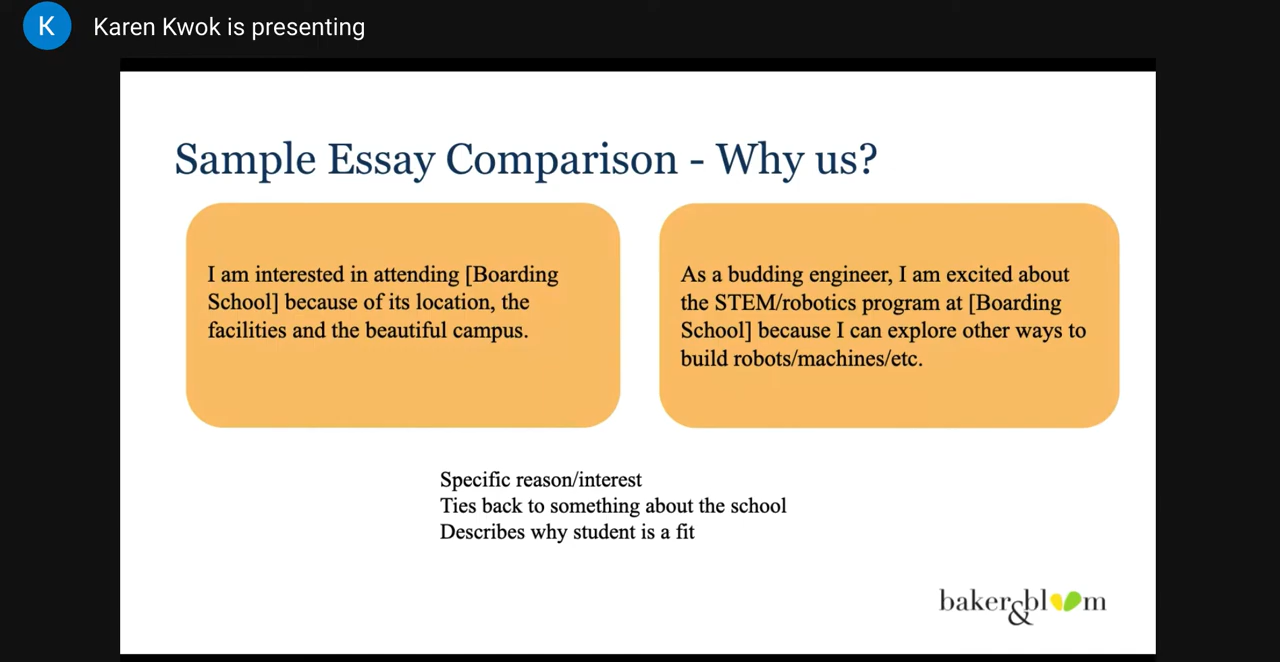 K
Karen Kwok is presenting
Sample Essay Comparison - Why us?
I am interested in attending [Boarding
School] because of its location, the
facilities and the beautiful campus.
As a budding engineer, I am excited about
the STEM/robotics program at [Boarding
School] because I can explore other ways to
build robots/machines/etc.
Specific reason/interest
Ties back to something about the school
Describes why student is a fit
baker&bloom